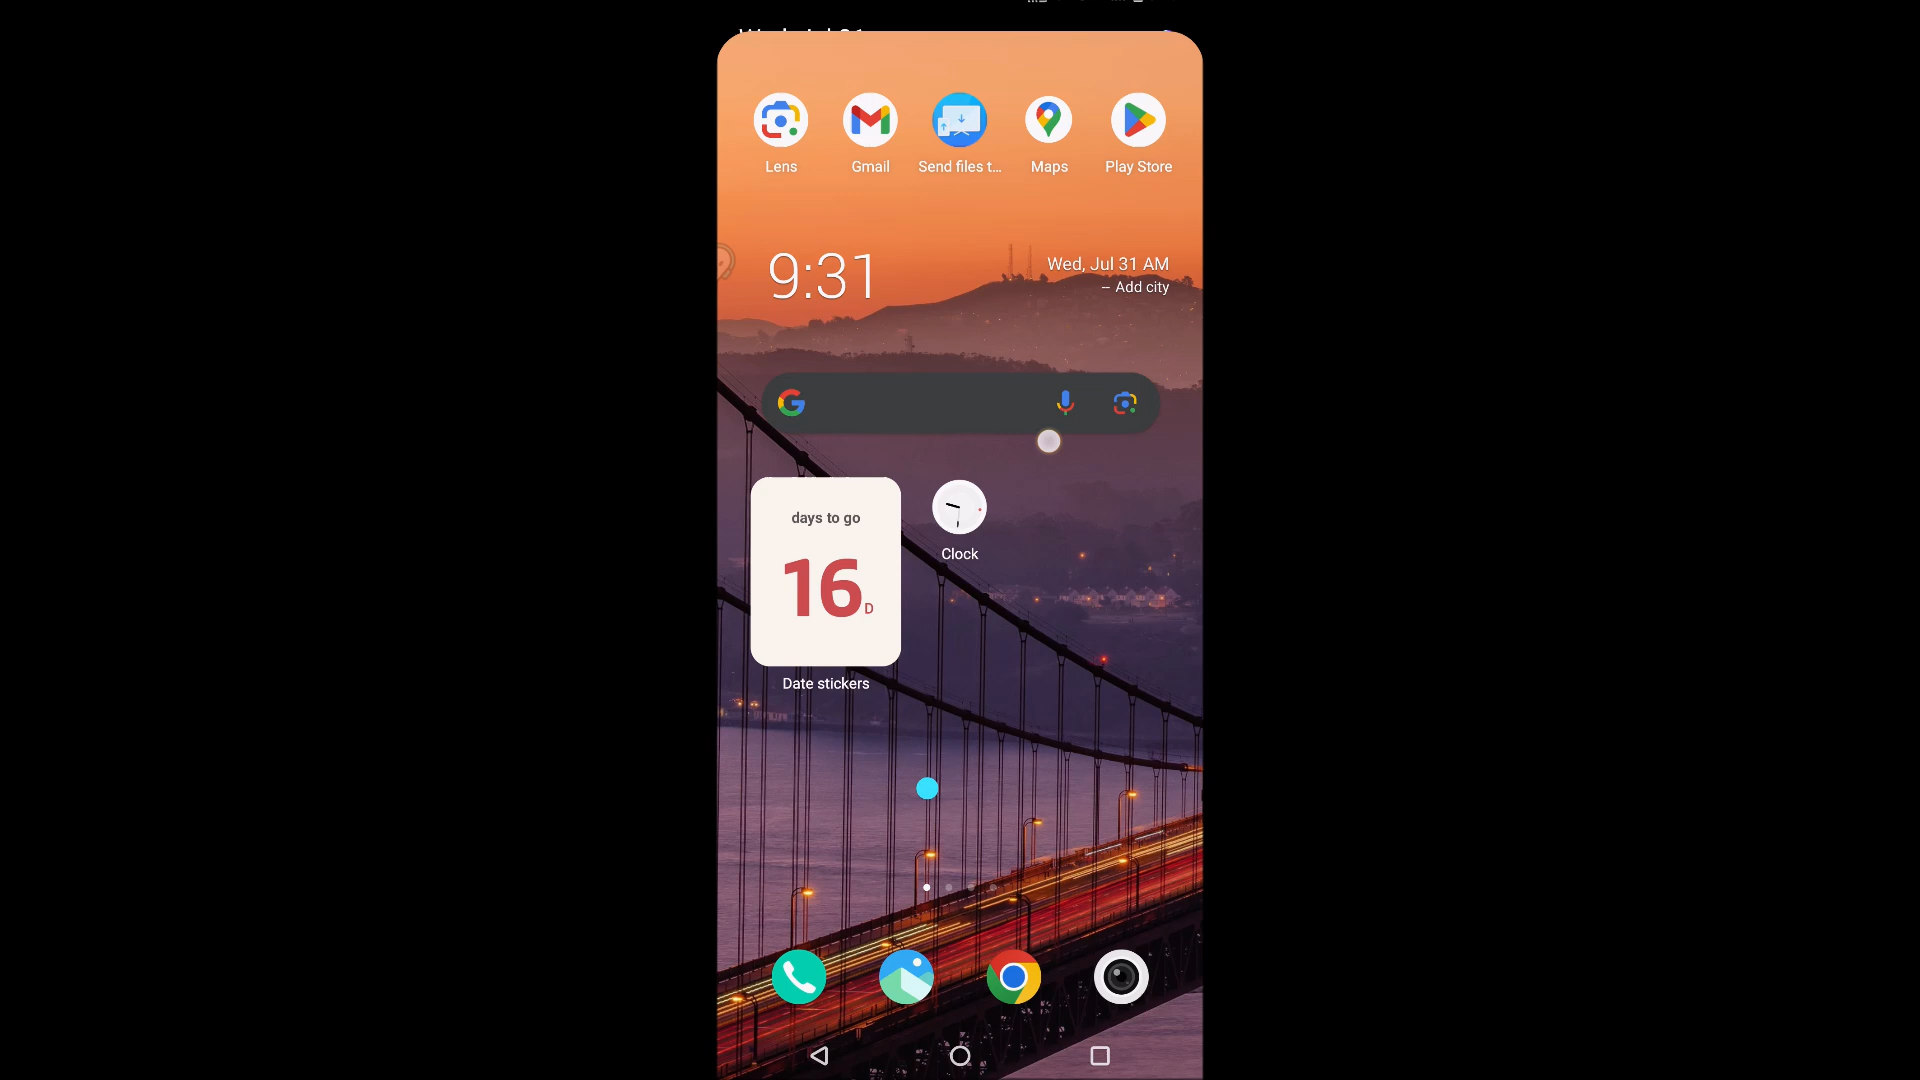 Lens
Gmail
Send files t...
Maps
Play Store
9:31
Wed, Jul 31 AM
– Add city
days to go
16 D
Clock
Date stickers